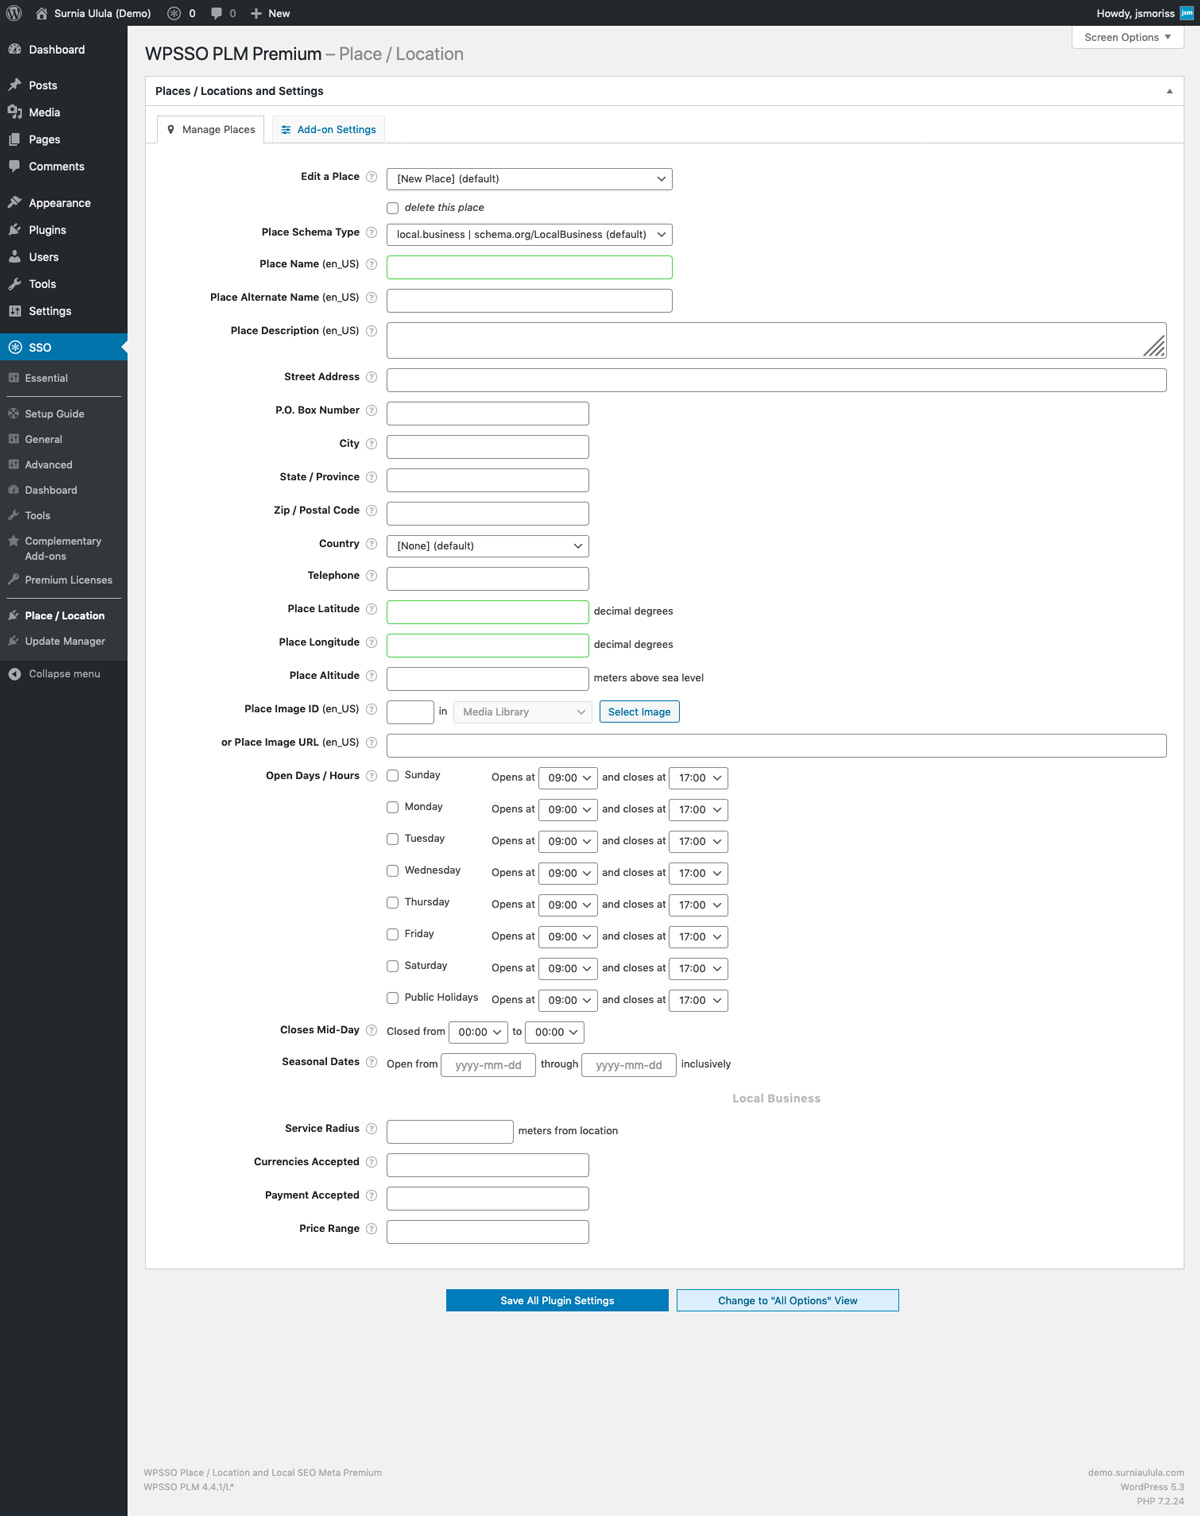 Surnia Ulula (Demo) 0 0 New
Howdy, jsmoriss jsm
Screen Options
Dashboard
Posts
Media
Pages
Comments
Appearance
Plugins
Users
Tools
Settings
SSO
Essential
Setup Guide
General
Advanced
Dashboard
Tools
Complementary
Add-ons
Premium Licenses
Place / Location
Update Manager
Collapse menu
WPSSO PLM Premium – Place / Location
Places / Locations and Settings
Manage Places Add-on Settings
Edit a Place ? [New Place] (default)
delete this place
Place Schema Type ? local.business | schema.org/LocalBusiness (default)
Place Name (en_US) ?
Place Alternate Name (en_US) ?
Place Description (en_US) ?
Street Address ?
P.O. Box Number ?
City ?
State / Province ?
Zip / Postal Code ?
Country ? [None] (default)
Telephone ?
Place Latitude ? decimal degrees
Place Longitude ? decimal degrees
Place Altitude ? meters above sea level
Place Image ID (en_US) ? in Media Library Select Image
or Place Image URL (en_US) ?
Open Days / Hours ? Sunday Opens at 09:00 and closes at 17:00
Monday Opens at 09:00 and closes at 17:00
Tuesday Opens at 09:00 and closes at 17:00
Wednesday Opens at 09:00 and closes at 17:00
Thursday Opens at 09:00 and closes at 17:00
Friday Opens at 09:00 and closes at 17:00
Saturday Opens at 09:00 and closes at 17:00
Public Holidays Opens at 09:00 and closes at 17:00
Closes Mid-Day ? Closed from 00:00 to 00:00
Seasonal Dates ? Open from yyyy-mm-dd through yyyy-mm-dd inclusively
Local Business
Service Radius ? meters from location
Currencies Accepted ?
Payment Accepted ?
Price Range ?
Save All Plugin Settings Change to "All Options" View
WPSSO Place / Location and Local SEO Meta Premium
WPSSO PLM 4.4.1/L*
demo.surniaulula.com
WordPress 5.3
PHP 7.2.24